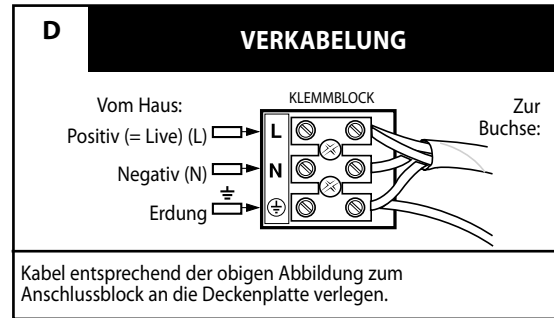 D
VERKABELUNG
Vom Haus:
KLEMMBLOCK
Zur
Buchse:
Positiv (= Live) (L)
L
Negativ (N)
N
Erdung
Kabel entsprechend der obigen Abbildung zum
Anschlussblock an die Deckenplatte verlegen.